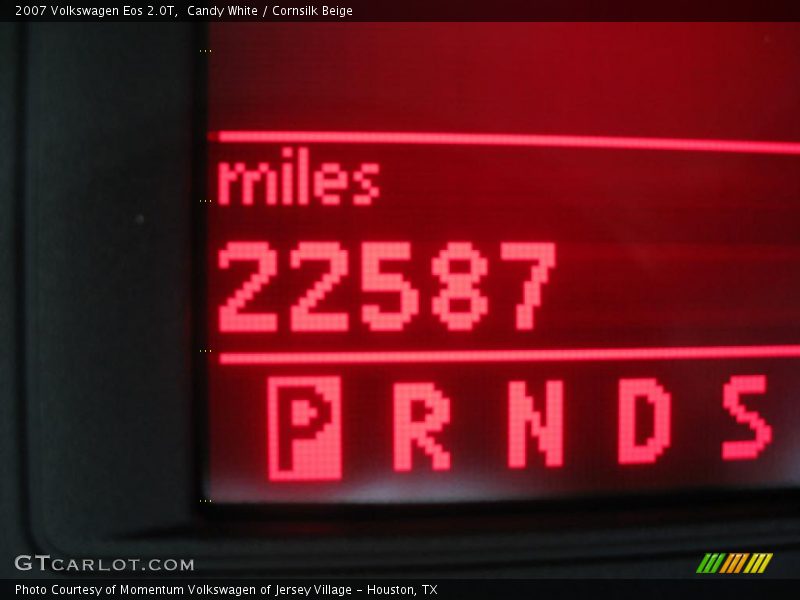 2007 Volkswagen Eos 2.0T,  Candy White / Cornsilk Beige
miles
22587
P R N D S
GTCARLOT.COM
Photo Courtesy of Momentum Volkswagen of Jersey Village - Houston, TX